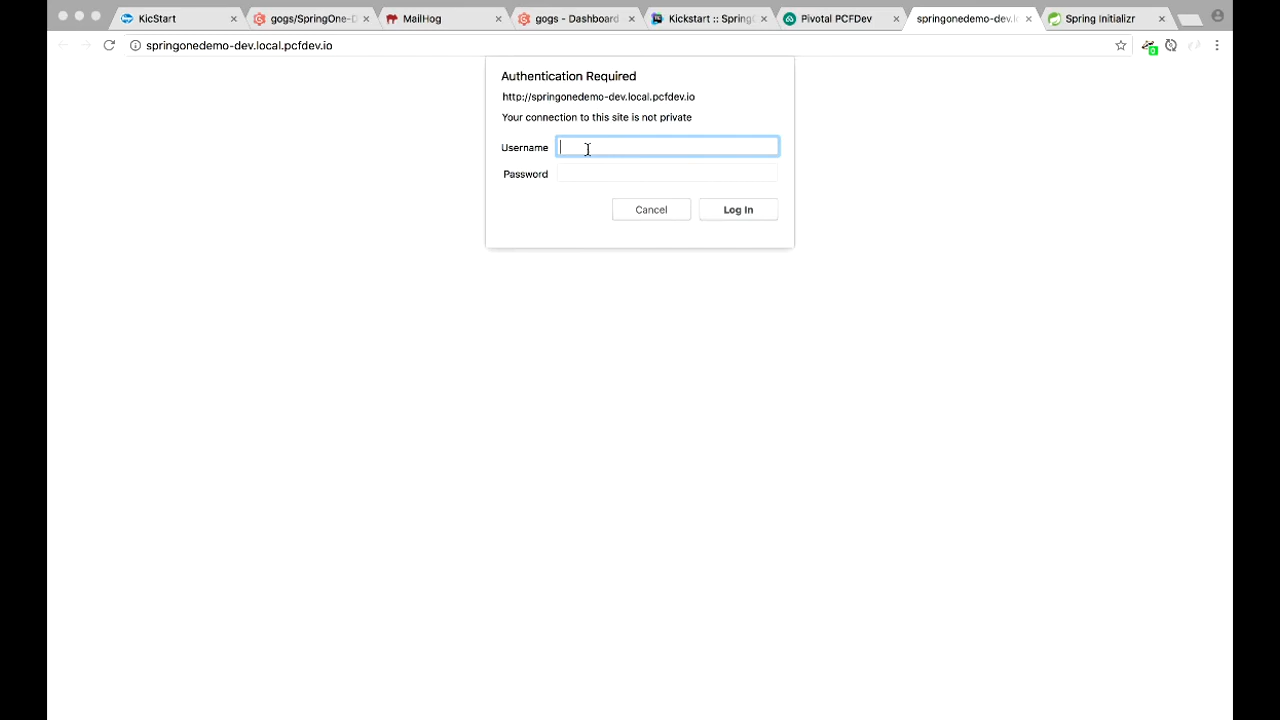 KicStart
gogs/SpringOne-D
MailHog
gogs - Dashboard
Kickstart :: SpringO
Pivotal PCFDev
springonedemo-dev.l
Spring Initializr
springonedemo-dev.local.pcfdev.io
0
Authentication Required
http://springonedemo-dev.local.pcfdev.io
Your connection to this site is not private
Username
Password
Cancel
Log In